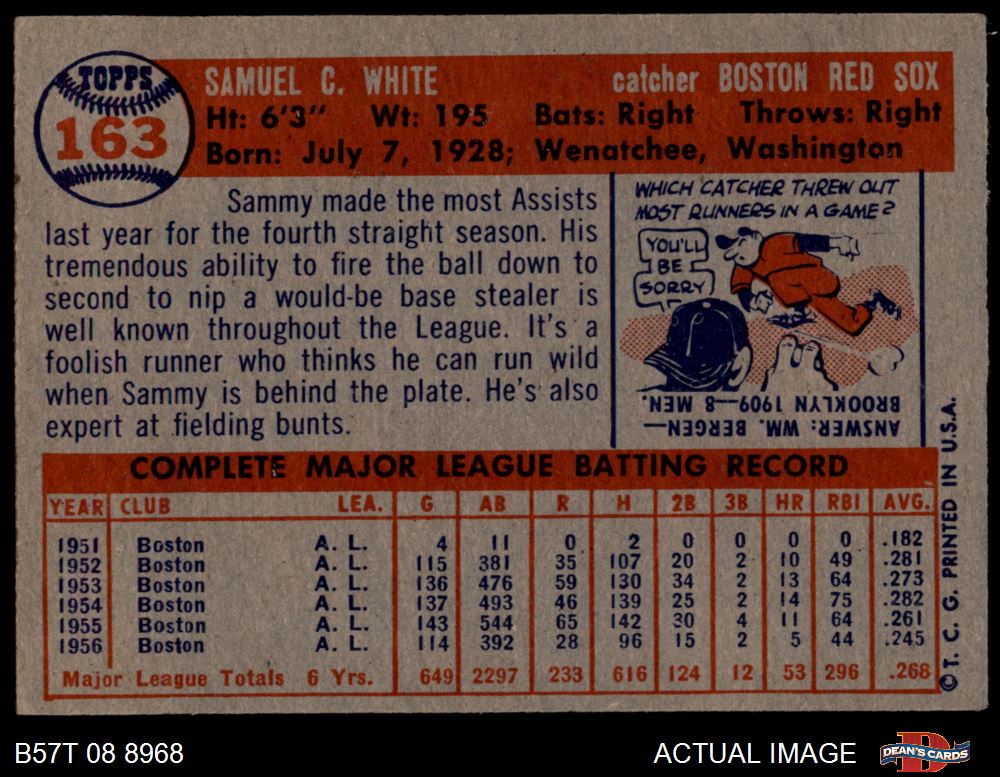 TOPPS
163
SAMUEL C. WHITE catcher BOSTON RED SOX
Ht: 6'3" Wt: 195 Bats: Right Throws: Right
Born: July 7, 1928; Wenatchee, Washington
Sammy made the most Assists
last year for the fourth straight season. His
tremendous ability to fire the ball down to
second to nip a would-be base stealer is
well known throughout the League. It's a
foolish runner who thinks he can run wild
when Sammy is behind the plate. He's also
expert at fielding bunts.
WHICH CATCHER THREW OUT
MOST RUNNERS IN A GAME?
YOU'LL
BE
SORRY
ANSWER: WM. BERGEN—
BROOKLYN 1909—8 MEN.
COMPLETE MAJOR LEAGUE BATTING RECORD
YEAR CLUB LEA. G AB R H 2B 3B HR RBI AVG.
1951 Boston A. L. 4 11 0 2 0 0 0 0 .182
1952 Boston A. L. 115 381 35 107 20 2 10 49 .281
1953 Boston A. L. 136 476 59 130 34 2 13 64 .273
1954 Boston A. L. 137 493 46 139 25 2 14 75 .282
1955 Boston A. L. 143 544 65 142 30 4 11 64 .261
1956 Boston A. L. 114 392 28 96 15 2 5 44 .245
Major League Totals 6 Yrs. 649 2297 233 616 124 12 53 296 .268
© T. C. G. PRINTED IN U.S.A.
B57T 08 8968
ACTUAL IMAGE
DEAN'S CARDS